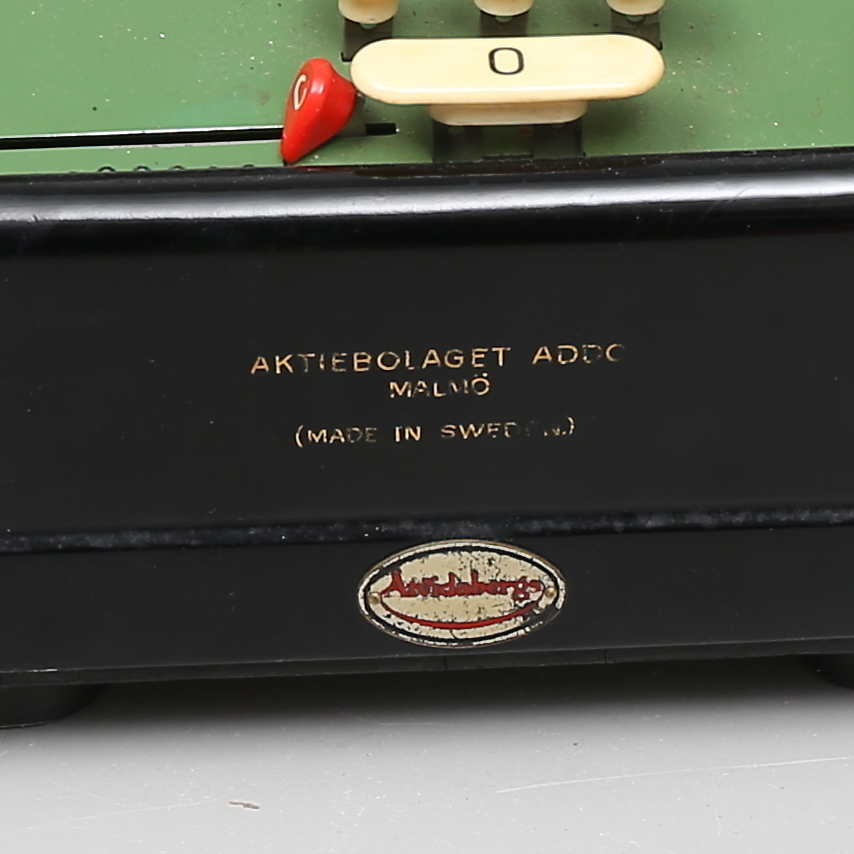 C
0
AKTIEBOLAGET ADDO
MALMÖ
(MADE IN SWEDEN.)
Åtvidabergs